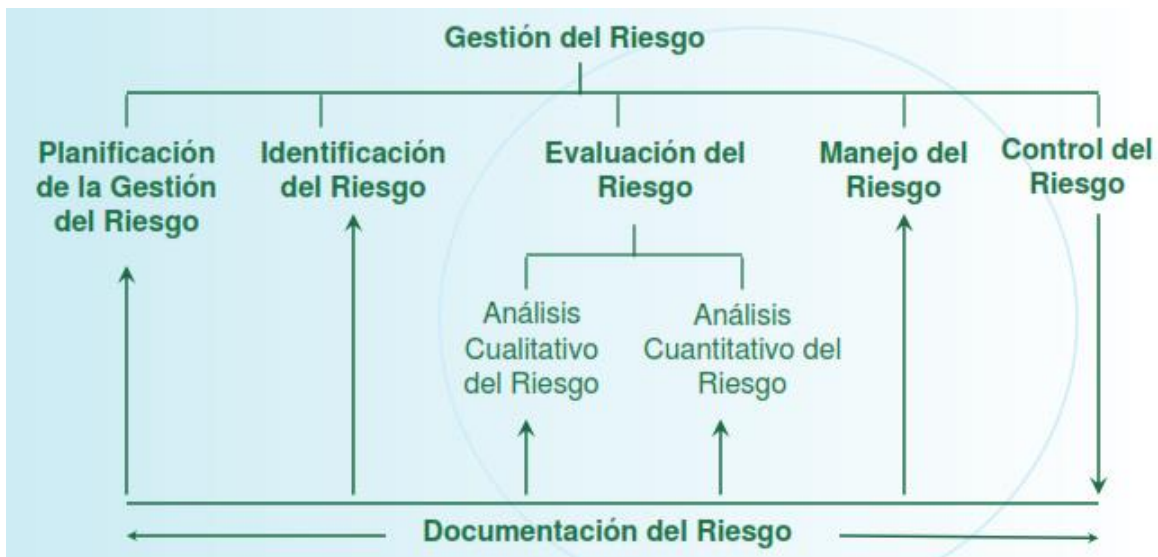 Gestión del Riesgo
Planificación
de la Gestión
del Riesgo
Identificación
del Riesgo
Evaluación del
Riesgo
Manejo del
Riesgo
Control del
Riesgo
Análisis
Cualitativo
del Riesgo
Análisis
Cuantitativo del
Riesgo
Documentación del Riesgo